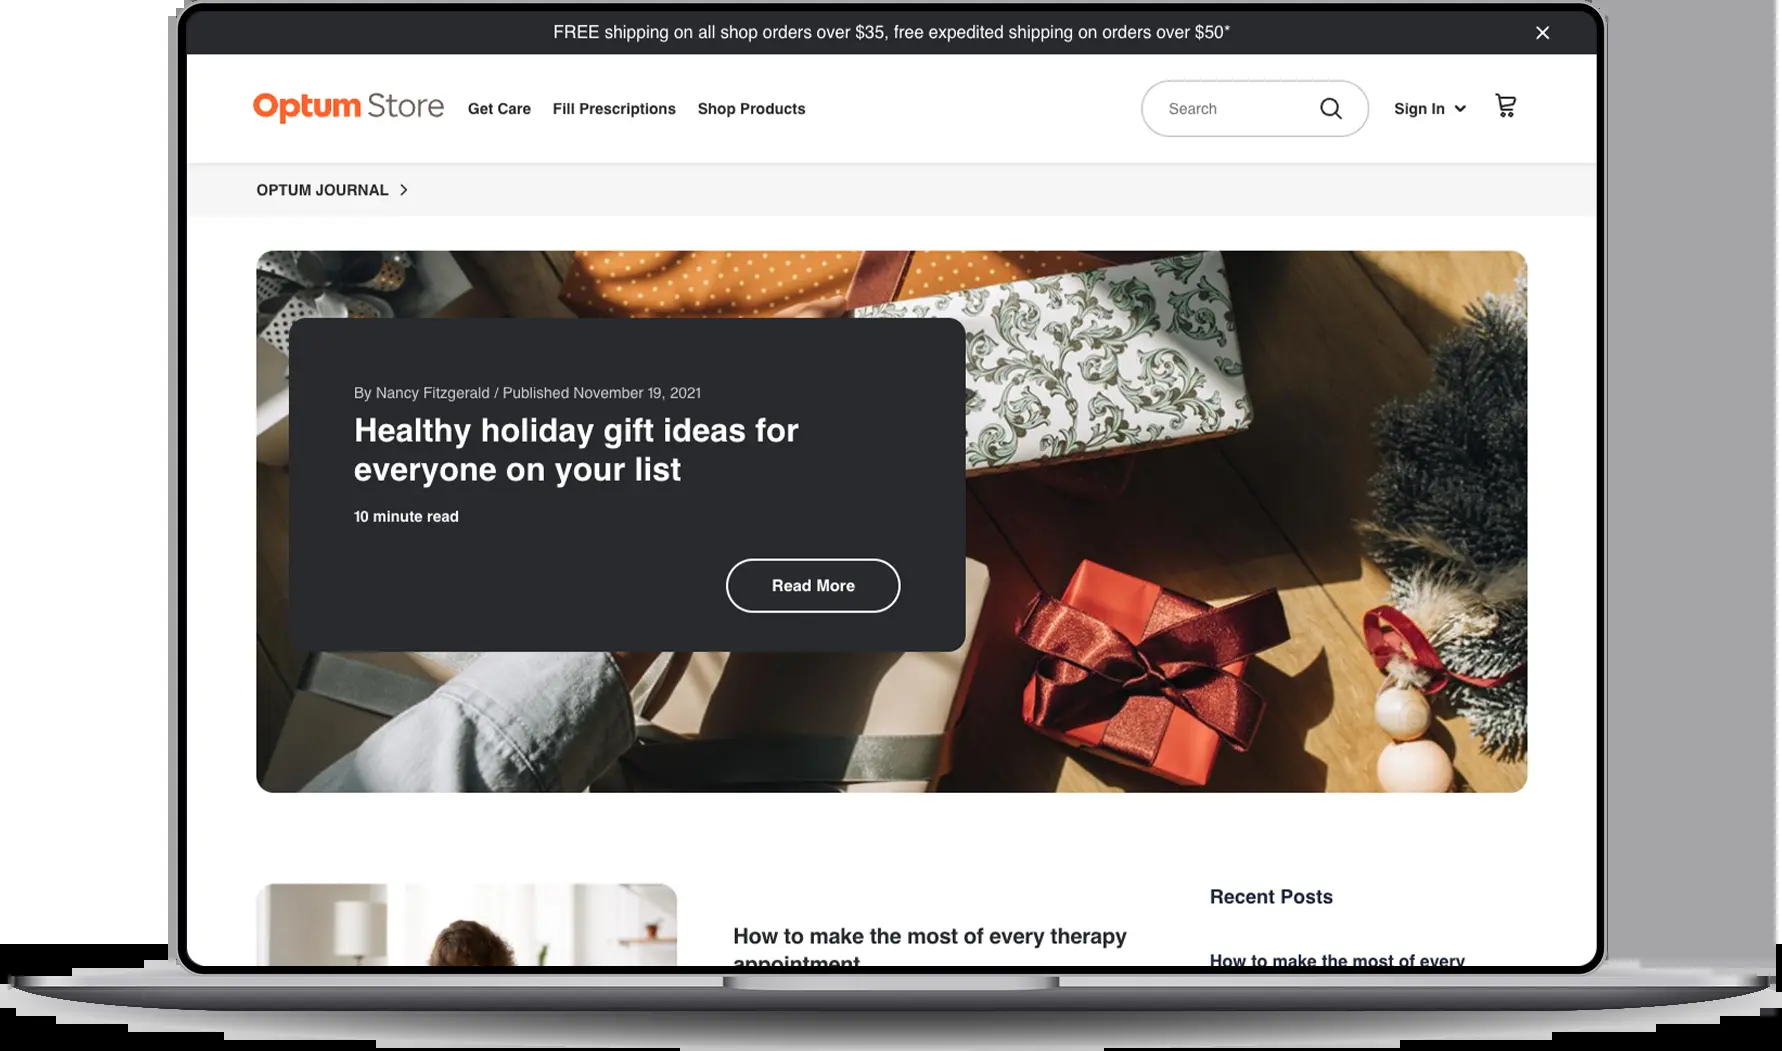 FREE shipping on all shop orders over $35, free expedited shipping on orders over $50*
Optum Store
Get Care
Fill Prescriptions
Shop Products
Search
Sign In
OPTUM JOURNAL
By Nancy Fitzgerald / Published November 19, 2021
Healthy holiday gift ideas for
everyone on your list
10 minute read
Read More
How to make the most of every therapy
appointment
Recent Posts
How to make the most of every